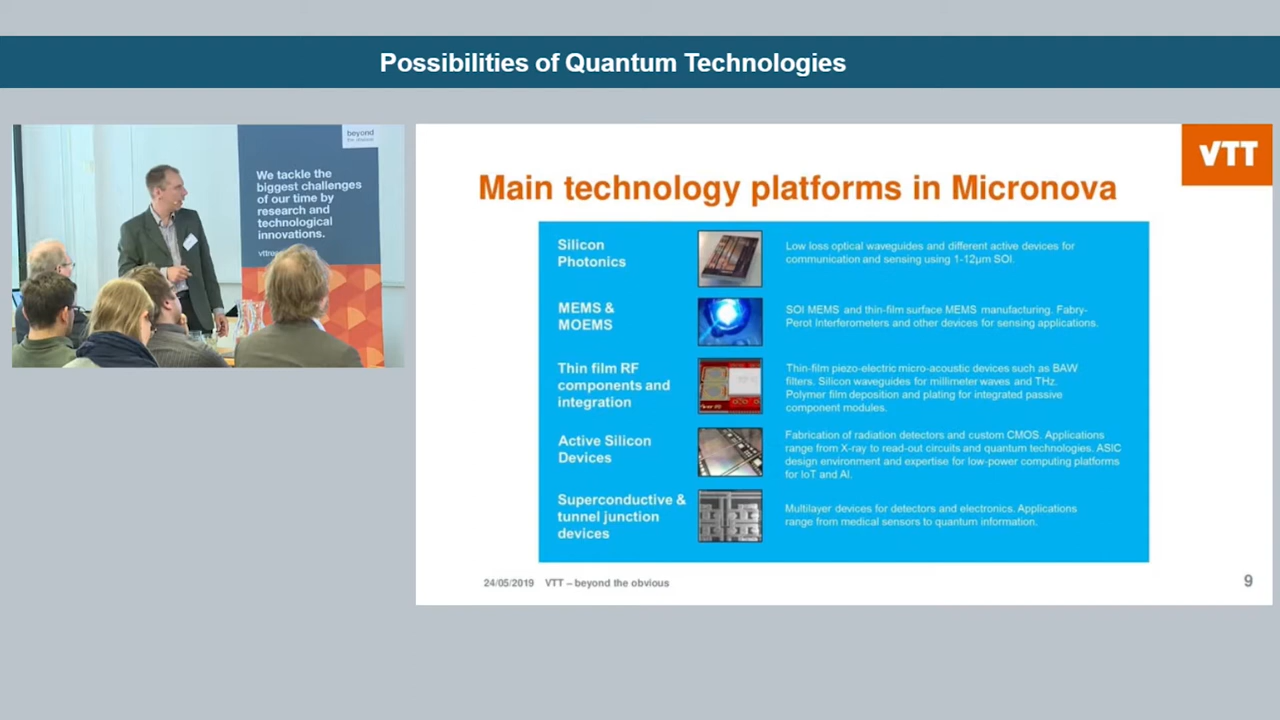 Possibilities of Quantum Technologies
beyond
the obvious
We tackle the
biggest challenges
of our time by
research and
technological
innovations.
VTT
Main technology platforms in Micronova
Silicon
Photonics
Low loss optical waveguides and different active devices for
communication and sensing using 1-12µm SOI.
MEMS &
MOEMS
SOI MEMS and thin-film surface MEMS manufacturing. Fabry-
Perot Interferometers and other devices for sensing applications.
Thin film RF
components and
integration
Thin-film piezo-electric micro-acoustic devices such as BAW
filters. Silicon waveguides for millimeter waves and THz.
Polymer film deposition and plating for integrated passive
component modules.
Active Silicon
Devices
Fabrication of radiation detectors and custom CMOS. Applications
range from X-ray to read-out circuits and quantum technologies. ASIC
design environment and expertise for low-power computing platforms
for IoT and AI.
Superconductive &
tunnel junction
devices
Multilayer devices for detectors and electronics. Applications
range from medical sensors to quantum information.
24/05/2019 VTT – beyond the obvious
9